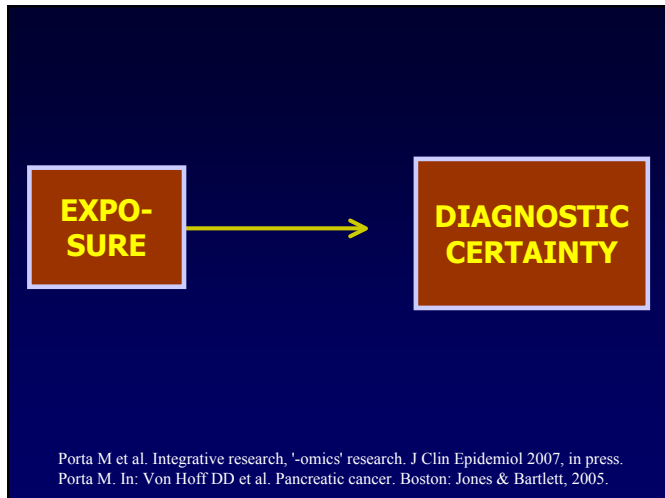 EXPO-
SURE
DIAGNOSTIC
CERTAINTY
Porta M et al. Integrative research, '-omics' research. J Clin Epidemiol 2007, in press.
Porta M. In: Von Hoff DD et al. Pancreatic cancer. Boston: Jones & Bartlett, 2005.